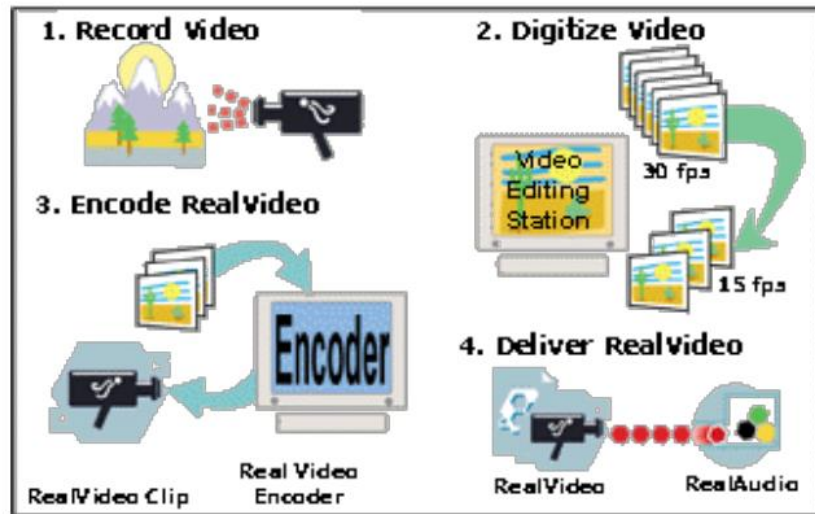 1. Record Video
2. Digitize Video
Video
Editing
Station
30 fps
15 fps
3. Encode RealVideo
Encoder
RealVideo Clip
Real Video
Encoder
4. Deliver RealVideo
RealVideo
RealAudio